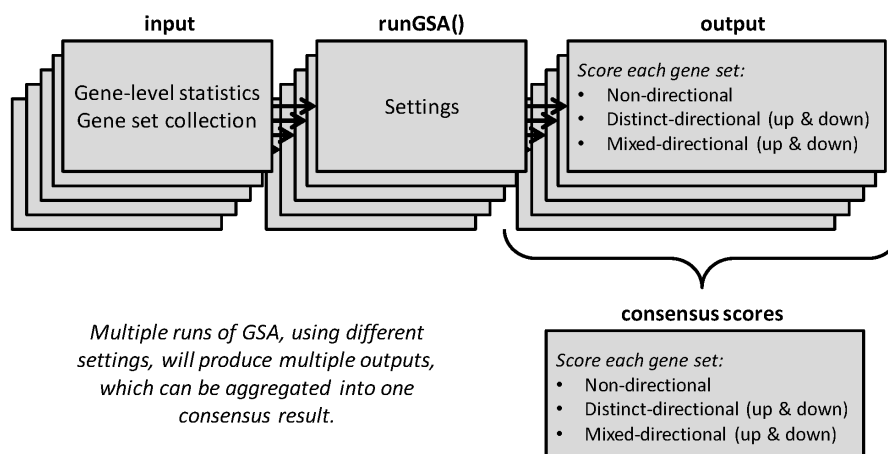 input
runGSA()
output
Gene-level statistics
Gene set collection
Settings
Score each gene set:
• Non-directional
• Distinct-directional (up & down)
• Mixed-directional (up & down)
Multiple runs of GSA, using different
settings, will produce multiple outputs,
which can be aggregated into one
consensus result.
consensus scores
Score each gene set:
• Non-directional
• Distinct-directional (up & down)
• Mixed-directional (up & down)